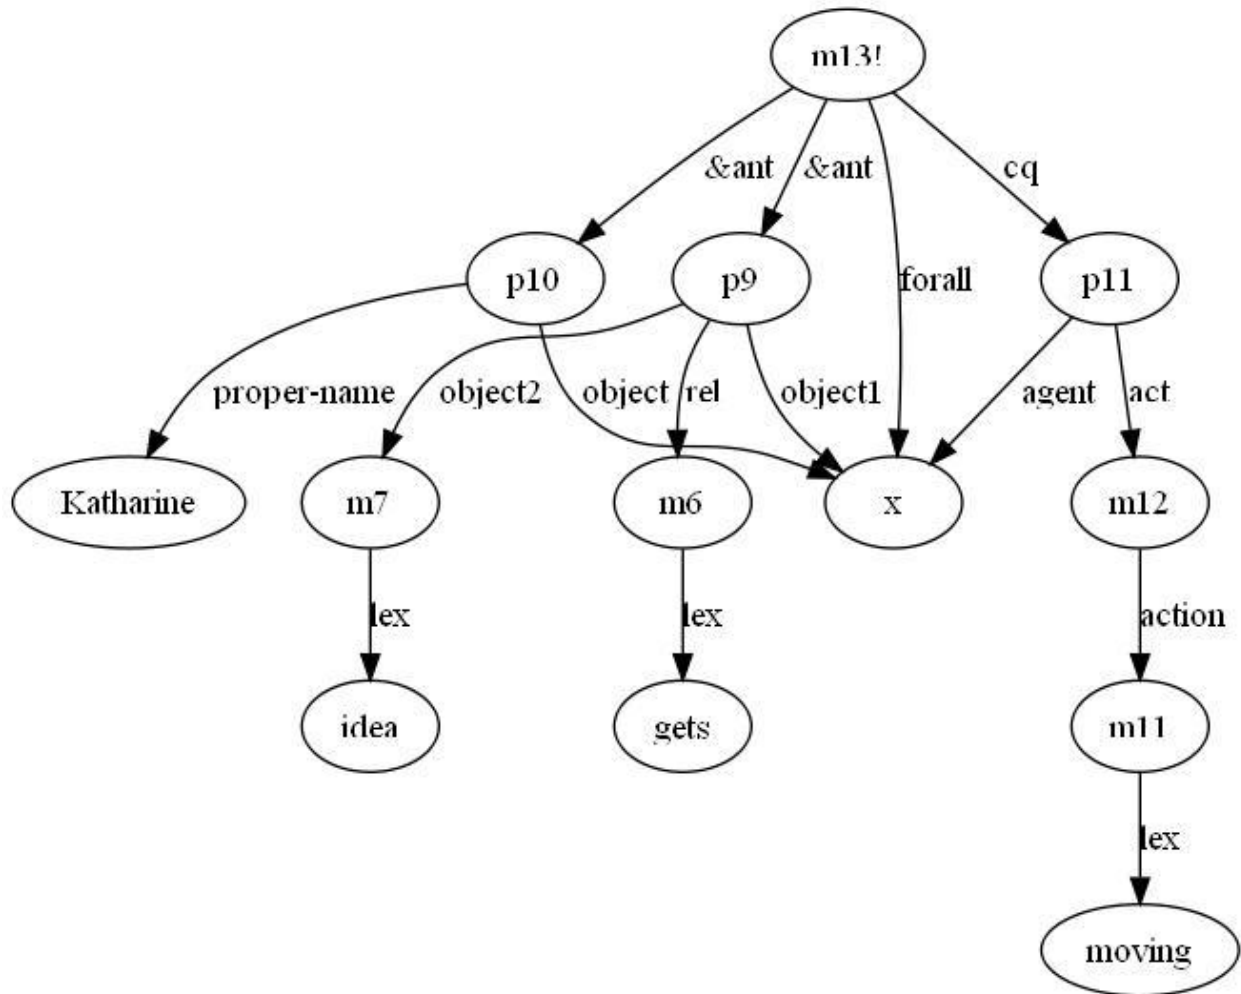 m13!
&ant
&ant
cq
p10
p9
forall
p11
proper-name
object2
object
rel
object1
agent
act
Katharine
m7
m6
x
m12
lex
lex
action
idea
gets
m11
lex
moving